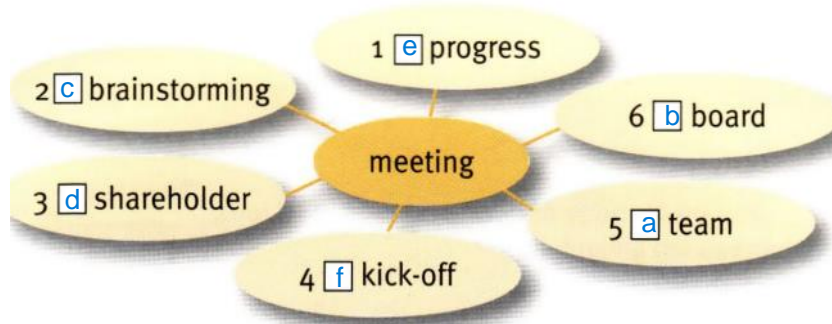 1 e progress
2 c brainstorming
6 b board
meeting
3 d shareholder
5 a team
4 f kick-off